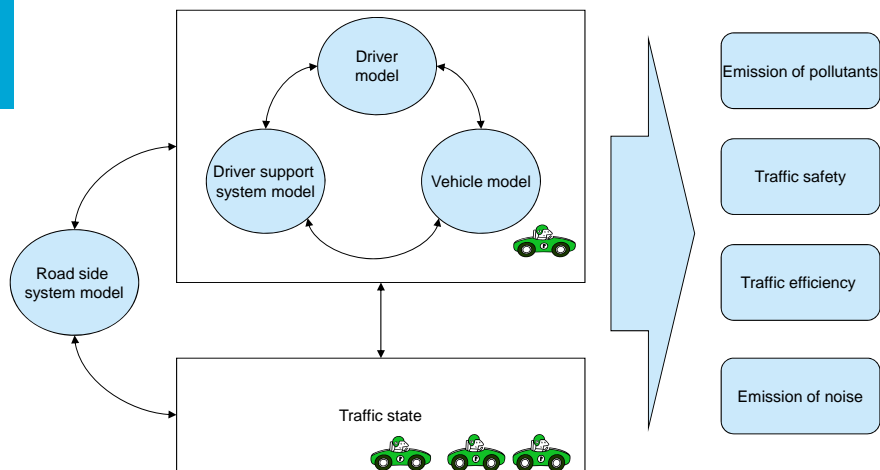 Driver
model
Driver support
system model
Vehicle model
Road side
system model
Traffic state
Emission of pollutants
Traffic safety
Traffic efficiency
Emission of noise